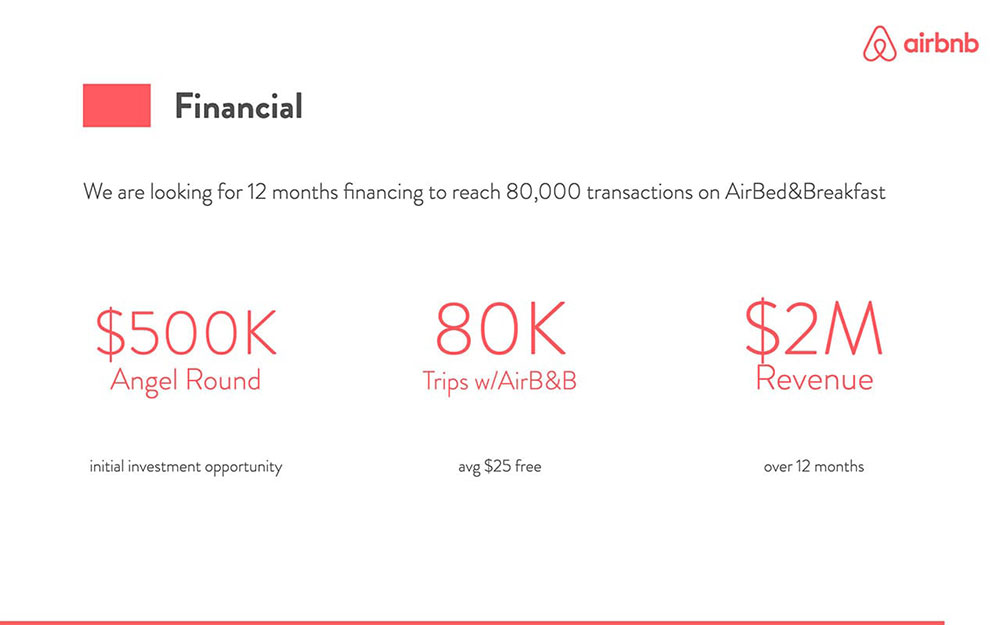 airbnb
Financial
We are looking for 12 months financing to reach 80,000 transactions on AirBed&Breakfast
$500K
Angel Round
initial investment opportunity
80K
Trips w/AirB&B
avg $25 free
$2M
Revenue
over 12 months